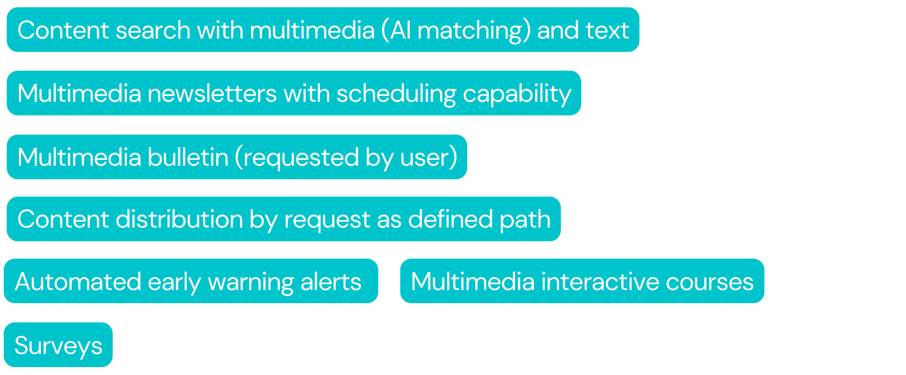 Content search with multimedia (AI matching) and text
Multimedia newsletters with scheduling capability
Multimedia bulletin (requested by user)
Content distribution by request as defined path
Automated early warning alerts
Multimedia interactive courses
Surveys